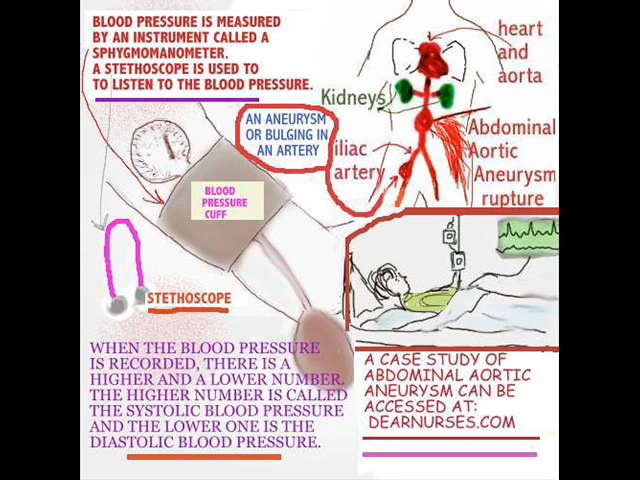 BLOOD PRESSURE IS MEASURED
BY AN INSTRUMENT CALLED A
SPHYGMOMANOMETER.
A STETHOSCOPE IS USED TO
TO LISTEN TO THE BLOOD PRESSURE.
heart
and
aorta
Kidneys
AN ANEURYSM
OR BULGING IN
AN ARTERY
iliac
artery
Abdominal
Aortic
Aneurysm
rupture
BLOOD
PRESSURE
CUFF
STETHOSCOPE
WHEN THE BLOOD PRESSURE
IS RECORDED, THERE IS A
HIGHER AND A LOWER NUMBER.
THE HIGHER NUMBER IS CALLED
THE SYSTOLIC BLOOD PRESSURE
AND THE LOWER ONE IS THE
DIASTOLIC BLOOD PRESSURE.
A CASE STUDY OF
ABDOMINAL AORTIC
ANEURYSM CAN BE
ACCESSED AT:
DEARNURSES.COM